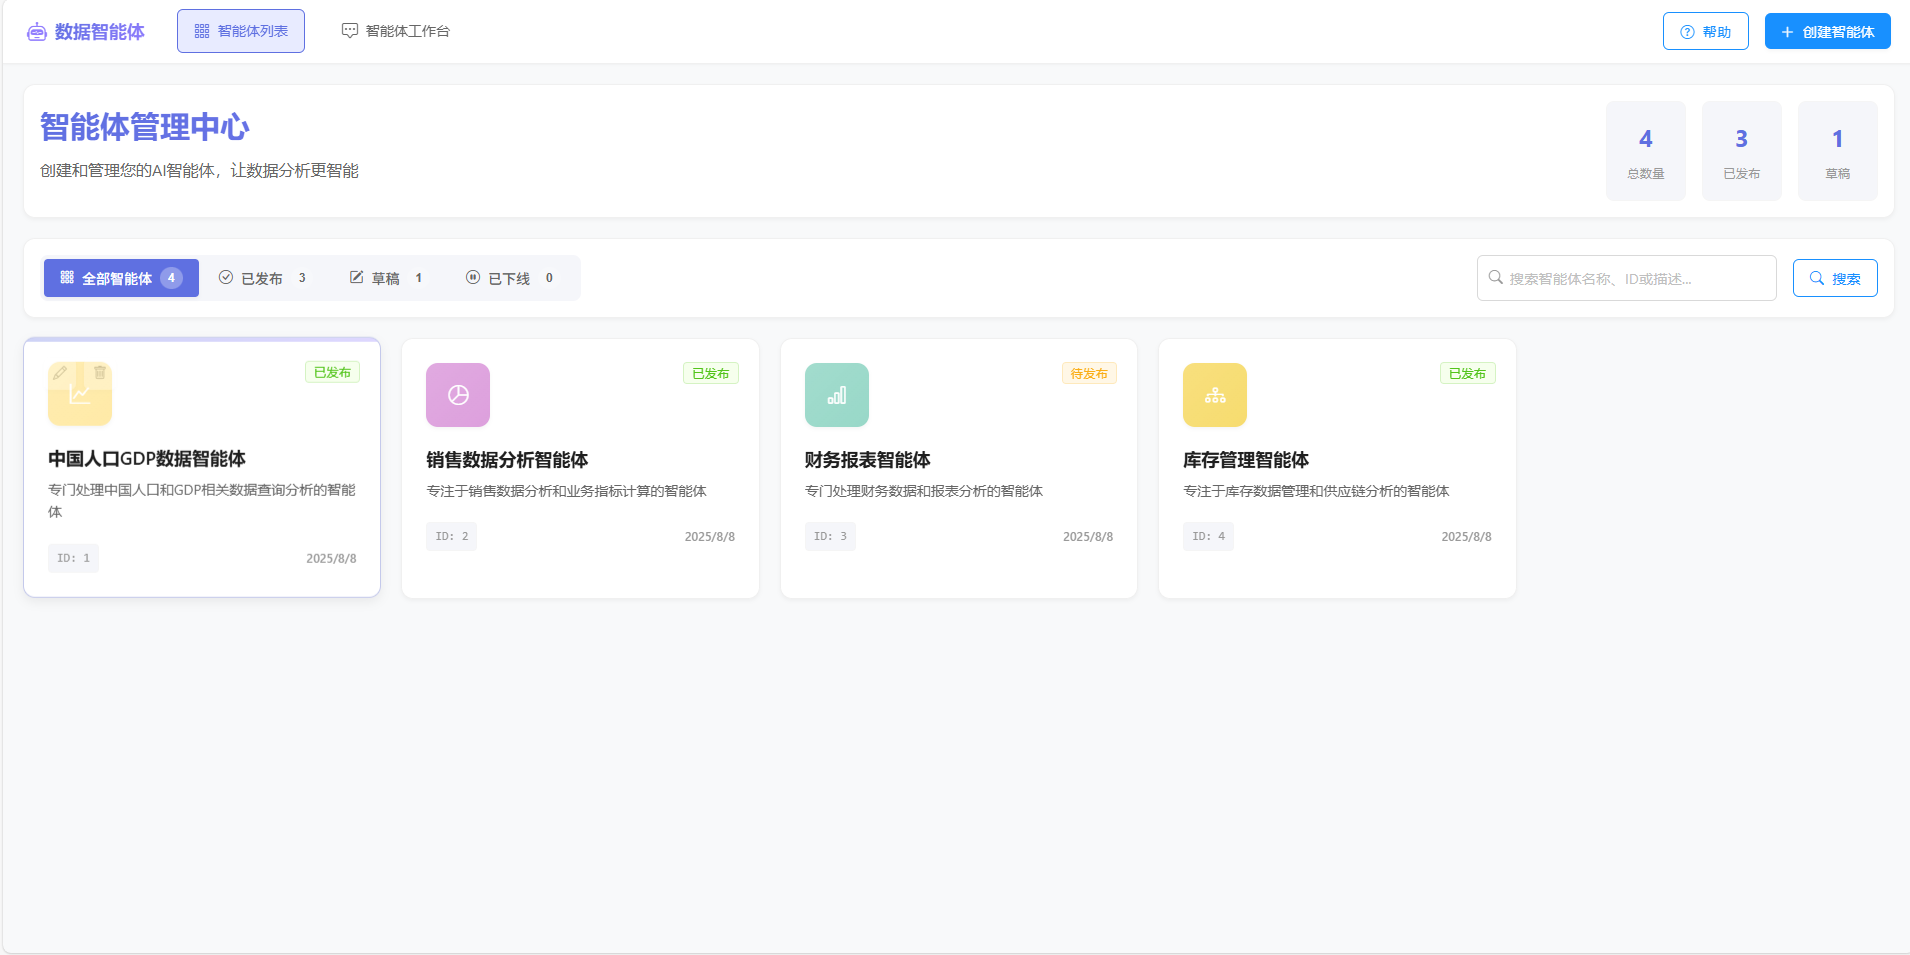 数据智能体
智能体列表
智能体工作台
帮助
创建智能体
智能体管理中心
创建和管理您的AI智能体，让数据分析更智能
4
总数量
3
已发布
1
草稿
全部智能体 4
已发布 3
草稿 1
已下线 0
搜索智能体名称、ID或描述...
搜索
已发布
中国人口GDP数据智能体
专门处理中国人口和GDP相关数据查询分析的智能
体
ID: 1
2025/8/8
已发布
销售数据分析智能体
专注于销售数据分析和业务指标计算的智能体
ID: 2
2025/8/8
待发布
财务报表智能体
专门处理财务数据和报表分析的智能体
ID: 3
2025/8/8
已发布
库存管理智能体
专注于库存数据管理和供应链分析的智能体
ID: 4
2025/8/8